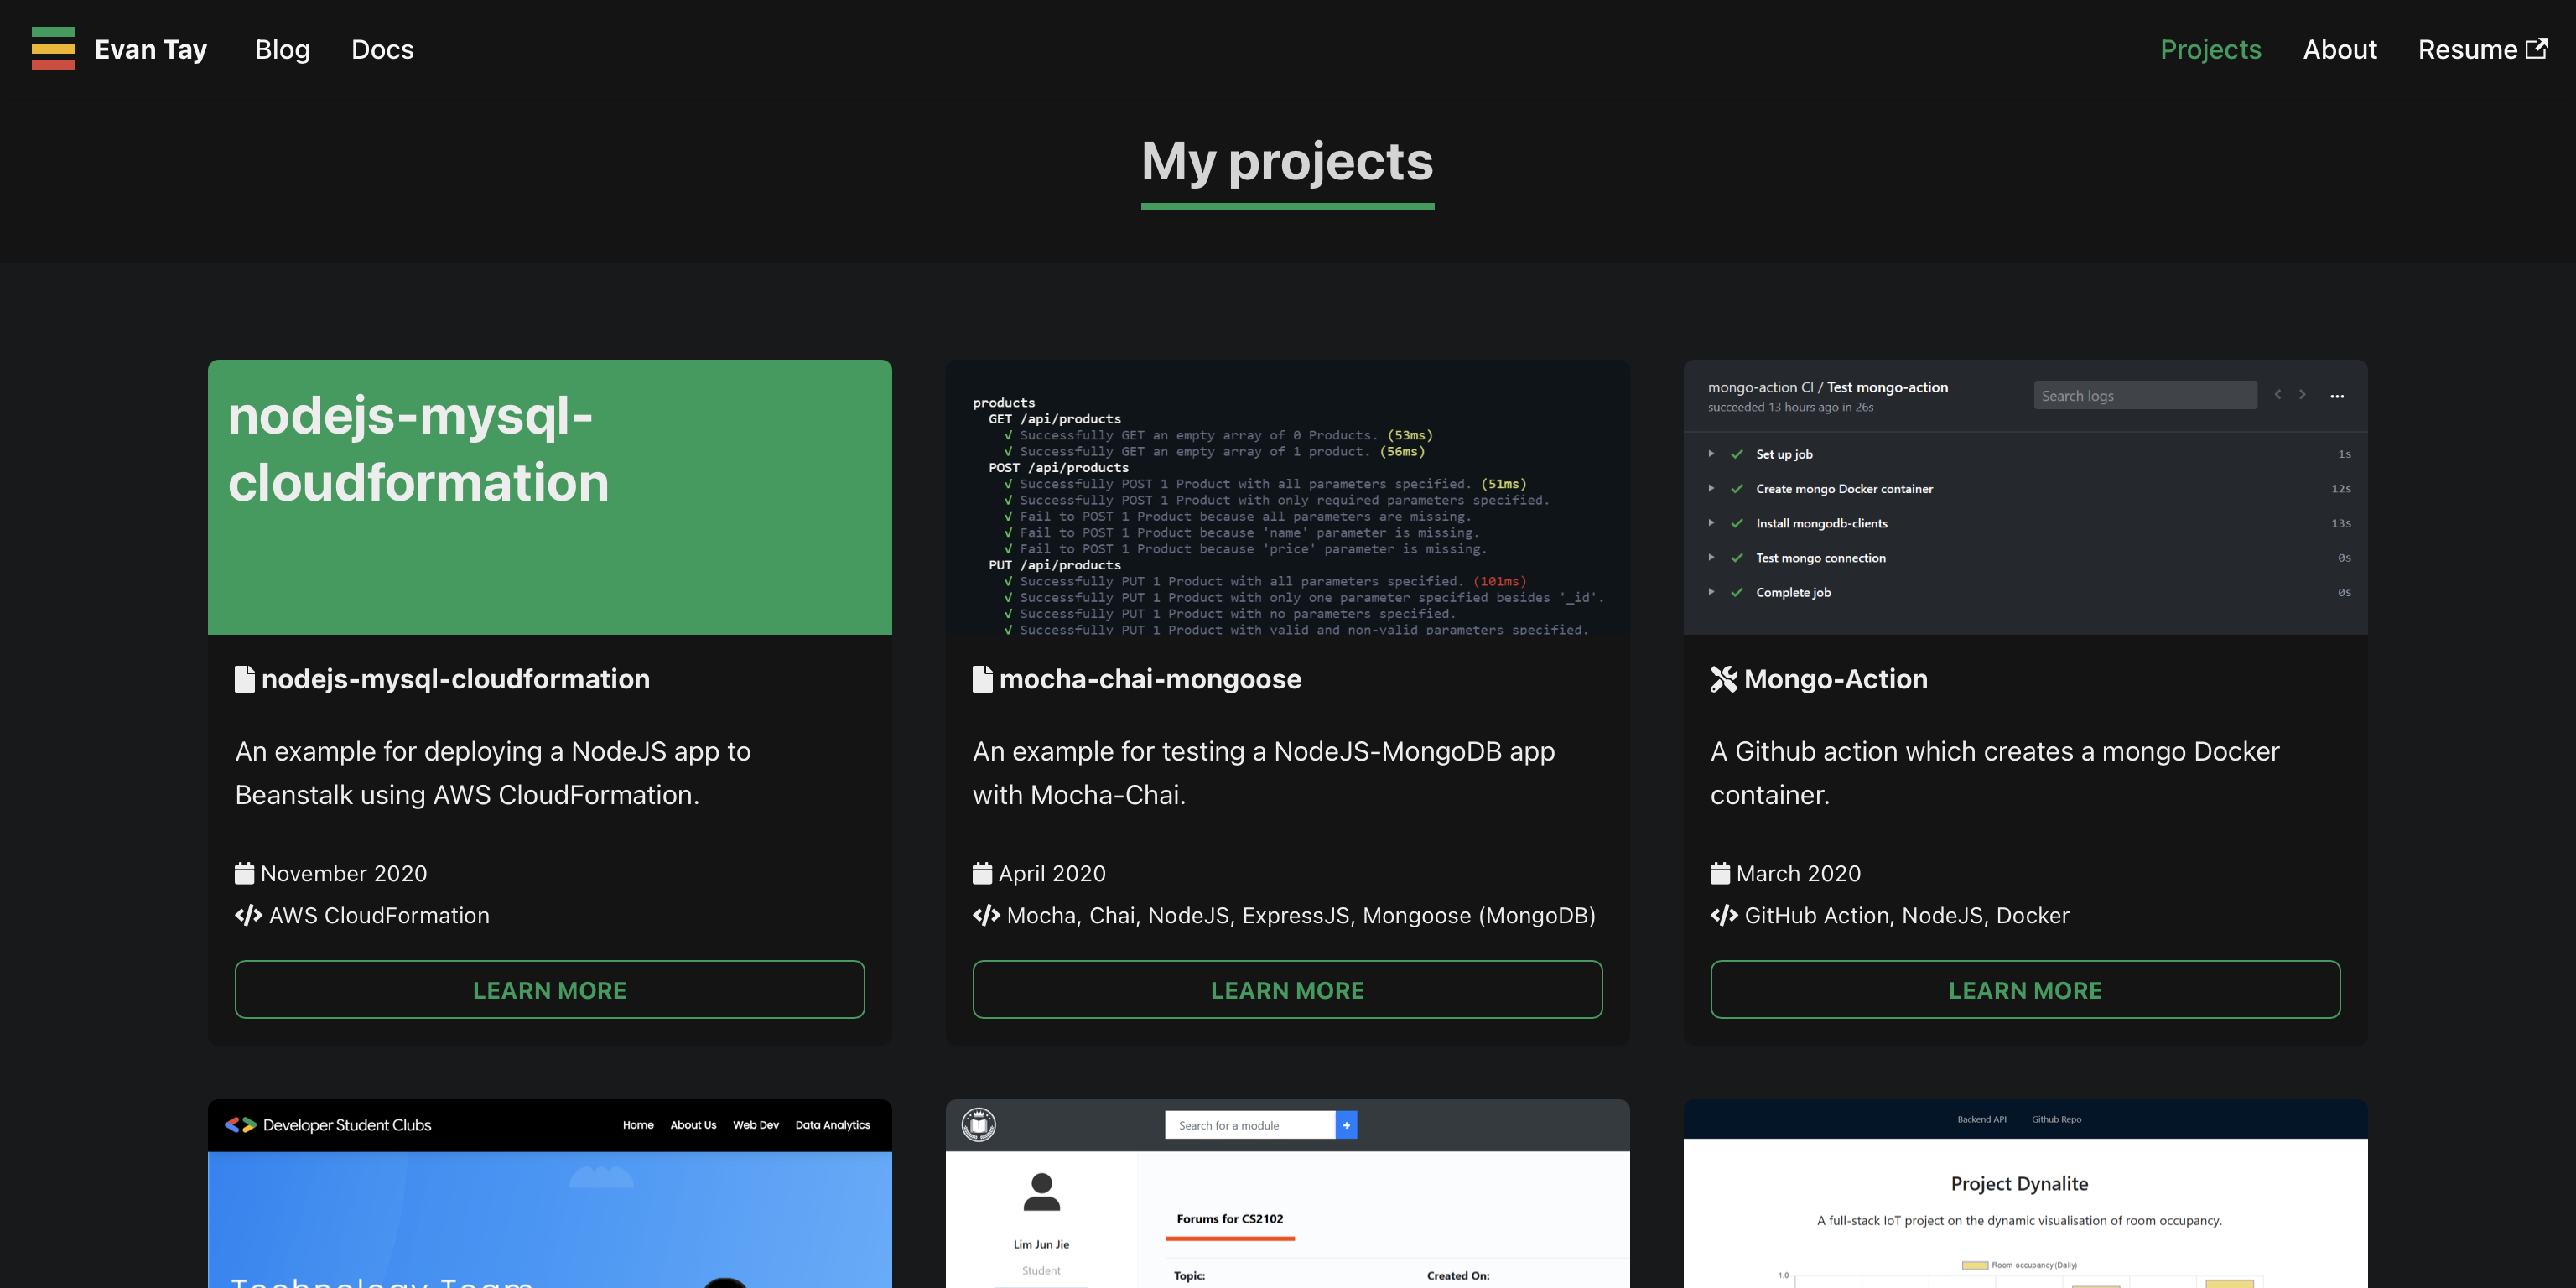 Evan Tay Blog Docs Projects About Resume
My projects
nodejs-mysql-
cloudformation
nodejs-mysql-cloudformation
An example for deploying a NodeJS app to
Beanstalk using AWS CloudFormation.
November 2020
AWS CloudFormation
LEARN MORE
products
GET /api/products
√ Successfully GET an empty array of 0 Products. (53ms)
√ Successfully GET an empty array of 1 product. (56ms)
POST /api/products
√ Successfully POST 1 Product with all parameters specified. (51ms)
√ Successfully POST 1 Product with only required parameters specified.
√ Fail to POST 1 Product because all parameters are missing.
√ Fail to POST 1 Product because 'name' parameter is missing.
√ Fail to POST 1 Product because 'price' parameter is missing.
PUT /api/products
√ Successfully PUT 1 Product with all parameters specified. (101ms)
√ Successfully PUT 1 Product with only one parameter specified besides '_id'.
√ Successfully PUT 1 Product with no parameters specified.
√ Successfully PUT 1 Product with valid and non-valid parameters specified.
mocha-chai-mongoose
An example for testing a NodeJS-MongoDB app
with Mocha-Chai.
April 2020
</> Mocha, Chai, NodeJS, ExpressJS, Mongoose (MongoDB)
LEARN MORE
mongo-action CI / Test mongo-action
succeeded 13 hours ago in 26s
Search logs
Set up job 1s
Create mongo Docker container 12s
Install mongodb-clients 13s
Test mongo connection 0s
Complete job 0s
Mongo-Action
A Github action which creates a mongo Docker
container.
March 2020
</> GitHub Action, NodeJS, Docker
LEARN MORE
Developer Student Clubs Home About Us Web Dev Data Analytics
Technology Team
Search for a module
Lim Jun Jie
Student
Forums for CS2102
Topic: Created On:
Backend API Github Repo
Project Dynalite
A full-stack IoT project on the dynamic visualisation of room occupancy.
Room occupancy (Daily)
1.0